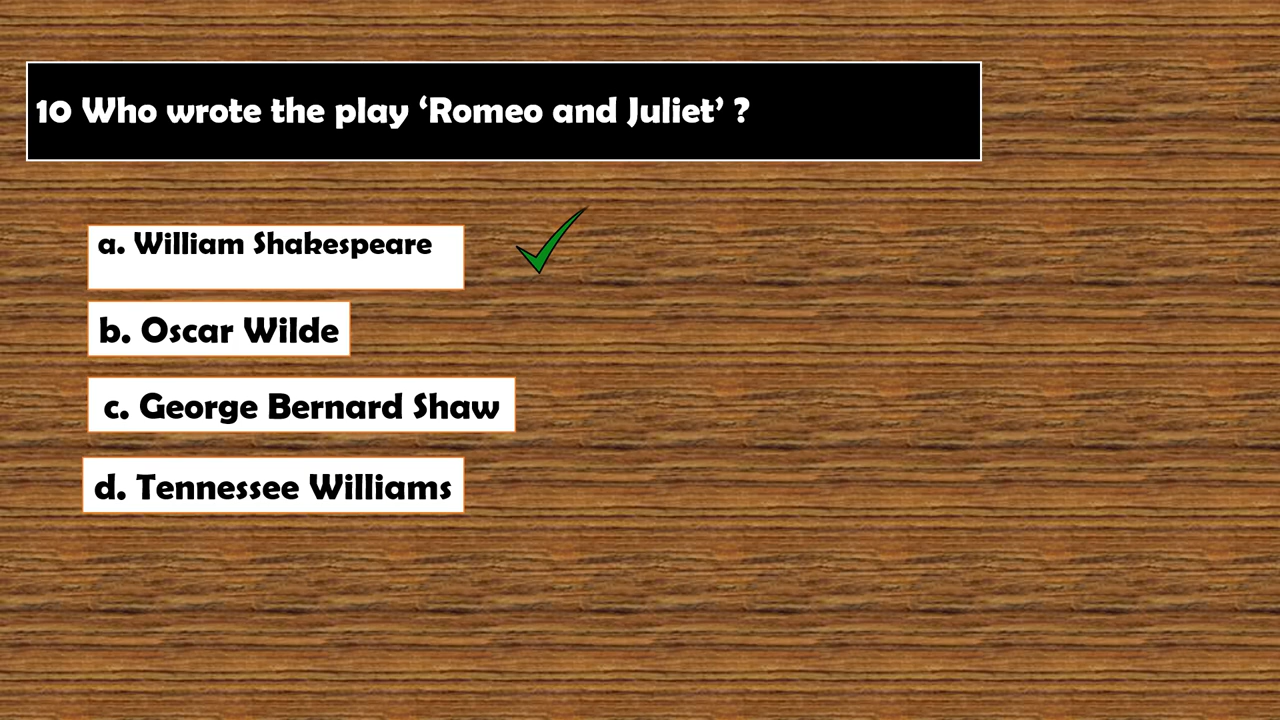 10 Who wrote the play ‘Romeo and Juliet’ ?
a. William Shakespeare
b. Oscar Wilde
c. George Bernard Shaw
d. Tennessee Williams